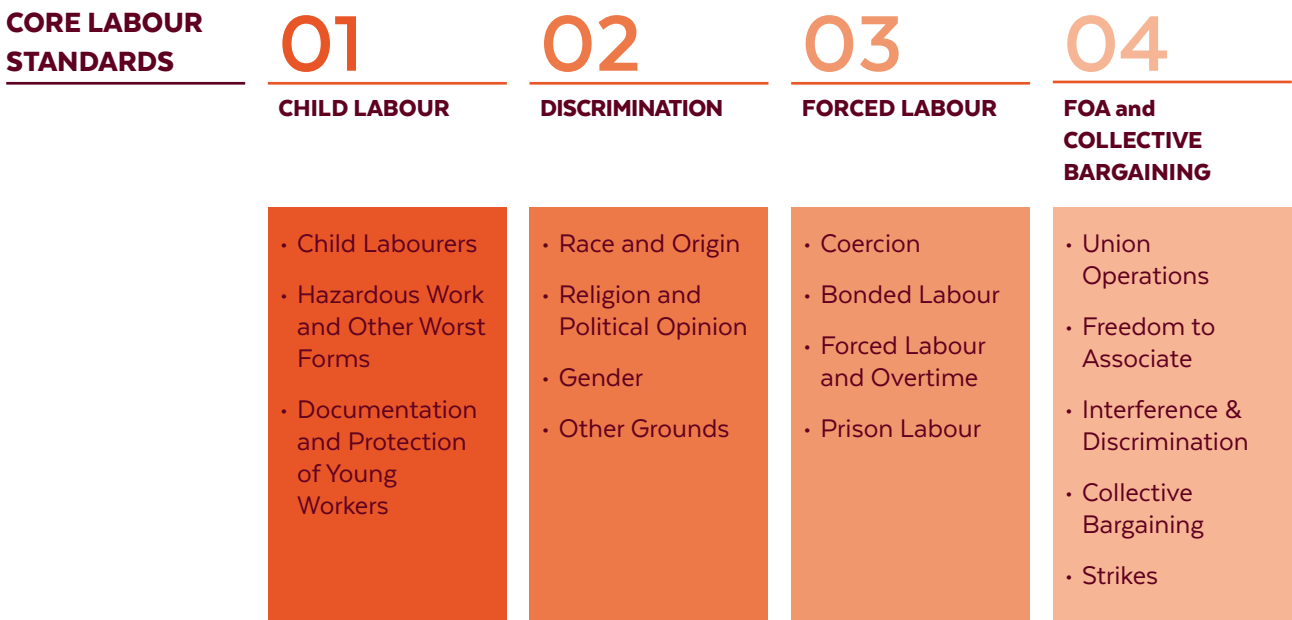 CORE LABOUR
STANDARDS
01
CHILD LABOUR
• Child Labourers
• Hazardous Work
and Other Worst
Forms
• Documentation
and Protection
of Young
Workers
02
DISCRIMINATION
• Race and Origin
• Religion and
Political Opinion
• Gender
• Other Grounds
03
FORCED LABOUR
• Coercion
• Bonded Labour
• Forced Labour
and Overtime
• Prison Labour
04
FOA and
COLLECTIVE
BARGAINING
• Union
Operations
• Freedom to
Associate
• Interference &
Discrimination
• Collective
Bargaining
• Strikes